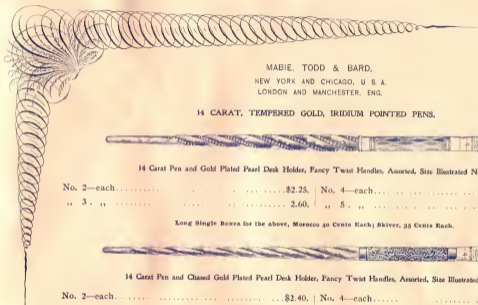 MABIE, TODD & BARD,
NEW YORK AND CHICAGO, U S. A.
LONDON AND MANCHESTER, ENG.
14 CARAT, TEMPERED GOLD, IRIDIUM POINTED PENS.
14 Carat Pen and Gold Plated Pearl Desk Holder, Fancy Twist Handles, Assorted, Size Illustrated N
No. 2—each.......... ...............$2.25. No. 4—each...............
„ 3. „ .......... ............... 2.60. „ 5. „ ...............
Long Single Boxes for the above, Morocco 50 Cents Each; Skiver, 35 Cents Each.
14 Carat Pen and Chased Gold Plated Pearl Desk Holder, Fancy Twist Handles, Assorted, Size Illustrated
No. 2—each.......... ...............$2.40. No. 4—each...............